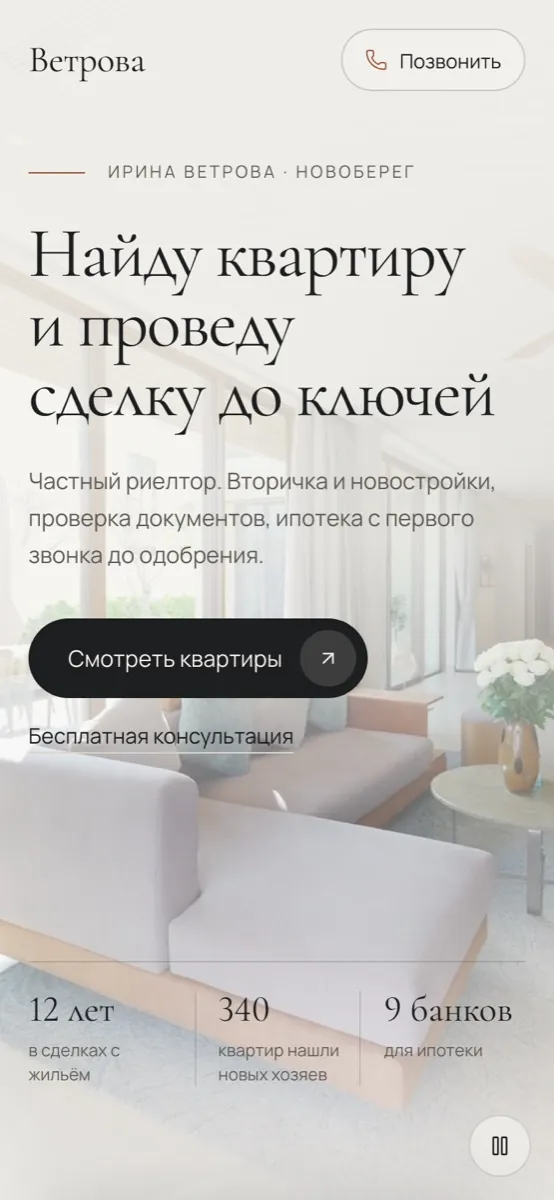 Ветрова
Позвонить
ИРИНА ВЕТРОВА · НОВОБЕРЕГ
Найду квартиру
и проведу
сделку до ключей
Частный риелтор. Вторичка и новостройки,
проверка документов, ипотека с первого
звонка до одобрения.
Смотреть квартиры
Бесплатная консультация
12 лет
в сделках с
жильём
340
квартир нашли
новых хозяев
9 банков
для ипотеки